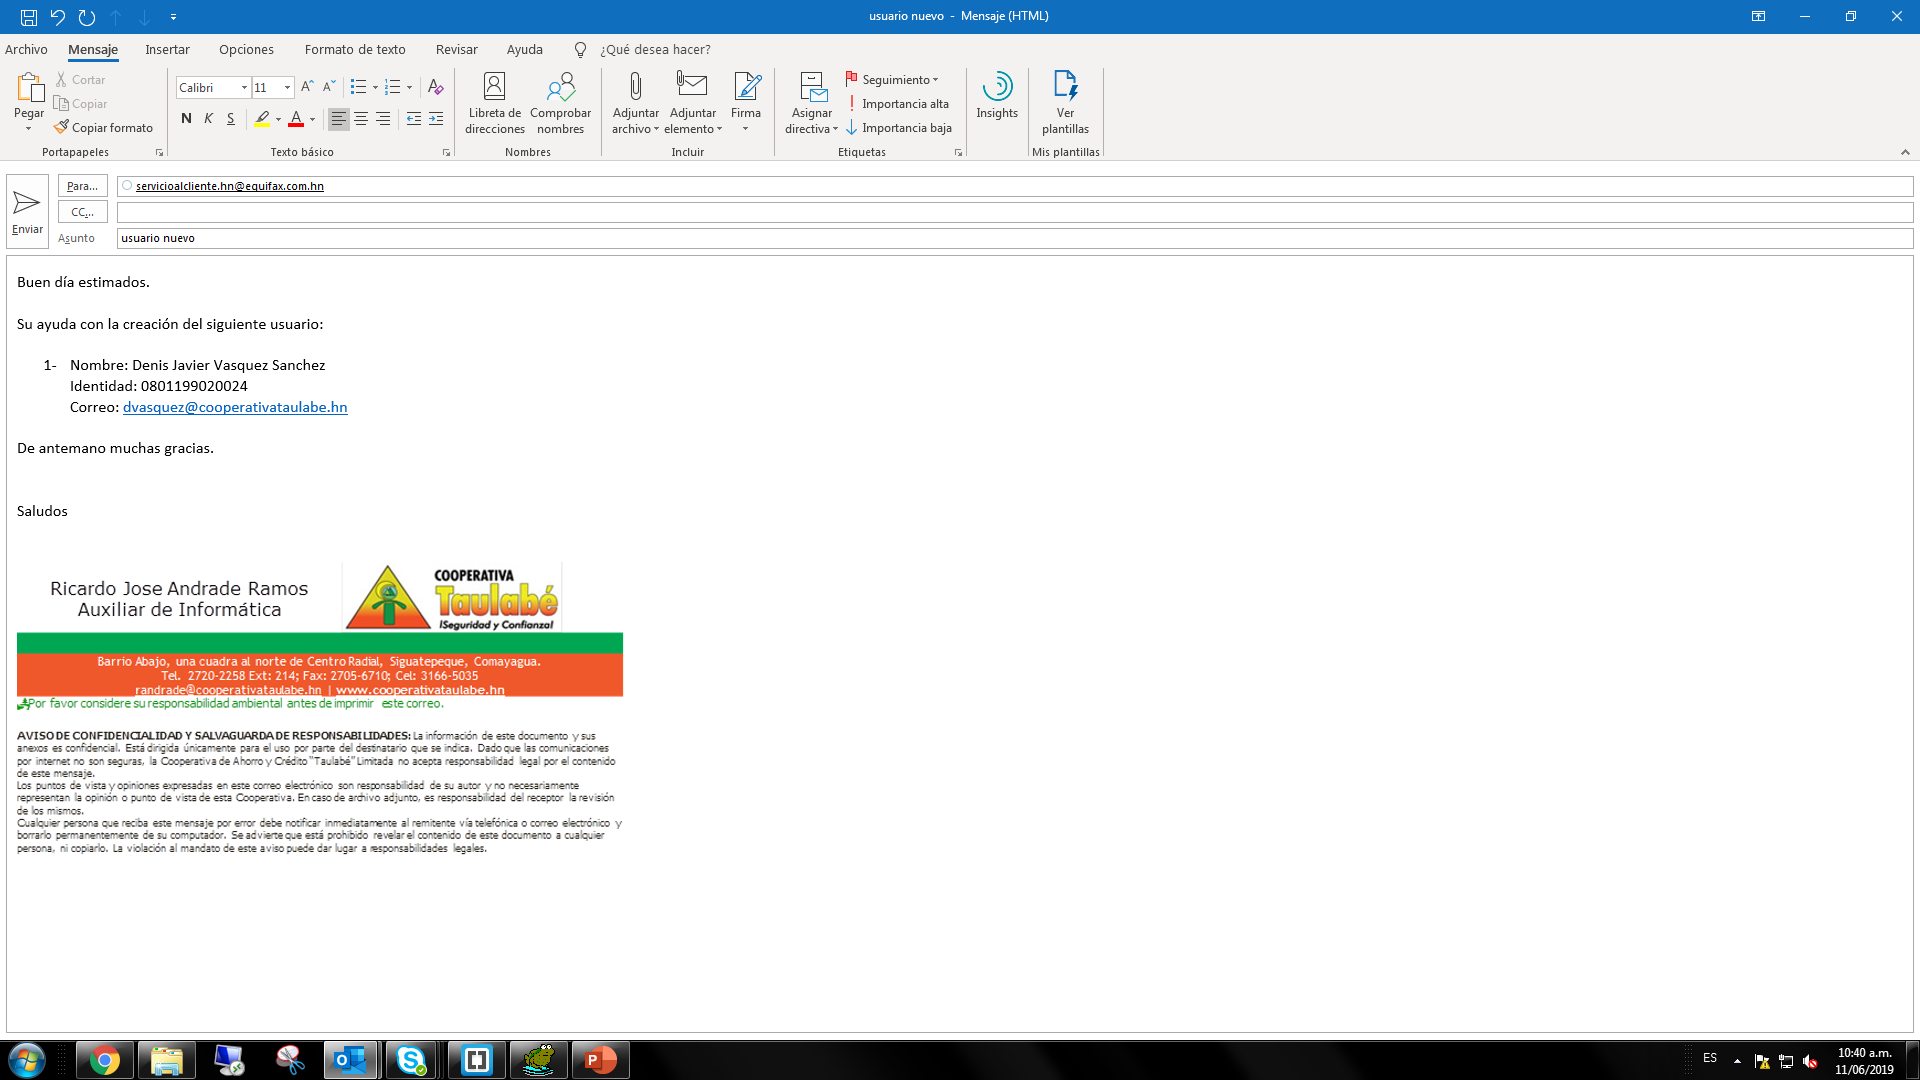 usuario nuevo - Mensaje (HTML)
Archivo Mensaje Insertar Opciones Formato de texto Revisar Ayuda ¿Qué desea hacer?
Pegar
Cortar
Copiar
Copiar formato
Portapapeles
Calibri 11
N K S A
Texto básico
Libreta de direcciones
Comprobar nombres
Nombres
Adjuntar archivo
Adjuntar elemento
Firma
Incluir
Asignar directiva
Seguimiento
Importancia alta
Importancia baja
Etiquetas
Insights
Ver plantillas
Mis plantillas
Enviar
Para... servicioalcliente.hn@equifax.com.hn
CC...
Asunto usuario nuevo
Buen día estimados.
Su ayuda con la creación del siguiente usuario:
1- Nombre: Denis Javier Vasquez Sanchez
Identidad: 0801199020024
Correo: dvasquez@cooperativataulabe.hn
De antemano muchas gracias.
Saludos
Ricardo Jose Andrade Ramos
Auxiliar de Informática
COOPERATIVA
Taulabé
¡Seguridad y Confianza!
Barrio Abajo, una cuadra al norte de Centro Radial, Siguatepeque, Comayagua.
Tel. 2720-2258 Ext: 214; Fax: 2705-6710; Cel: 3166-5035
randrade@cooperativataulabe.hn | www.cooperativataulabe.hn
Por favor considere su responsabilidad ambiental antes de imprimir este correo.
AVISO DE CONFIDENCIALIDAD Y SALVAGUARDA DE RESPONSABILIDADES: La información de este documento y sus
anexos es confidencial. Está dirigida únicamente para el uso por parte del destinatario que se indica. Dado que las comunicaciones
por internet no son seguras, la Cooperativa de Ahorro y Crédito "Taulabé" Limitada no acepta responsabilidad legal por el contenido
de este mensaje.
Los puntos de vista y opiniones expresadas en este correo electrónico son responsabilidad de su autor y no necesariamente
representan la opinión o punto de vista de esta Cooperativa. En caso de archivo adjunto, es responsabilidad del receptor la revisión
de los mismos.
Cualquier persona que reciba este mensaje por error debe notificar inmediatamente al remitente vía telefónica o correo electrónico y
borrarlo permanentemente de su computador. Se advierte que está prohibido revelar el contenido de este documento a cualquier
persona, ni copiarlo. La violación al mandato de este aviso puede dar lugar a responsabilidades legales.
ES
10:40 a.m.
11/06/2019